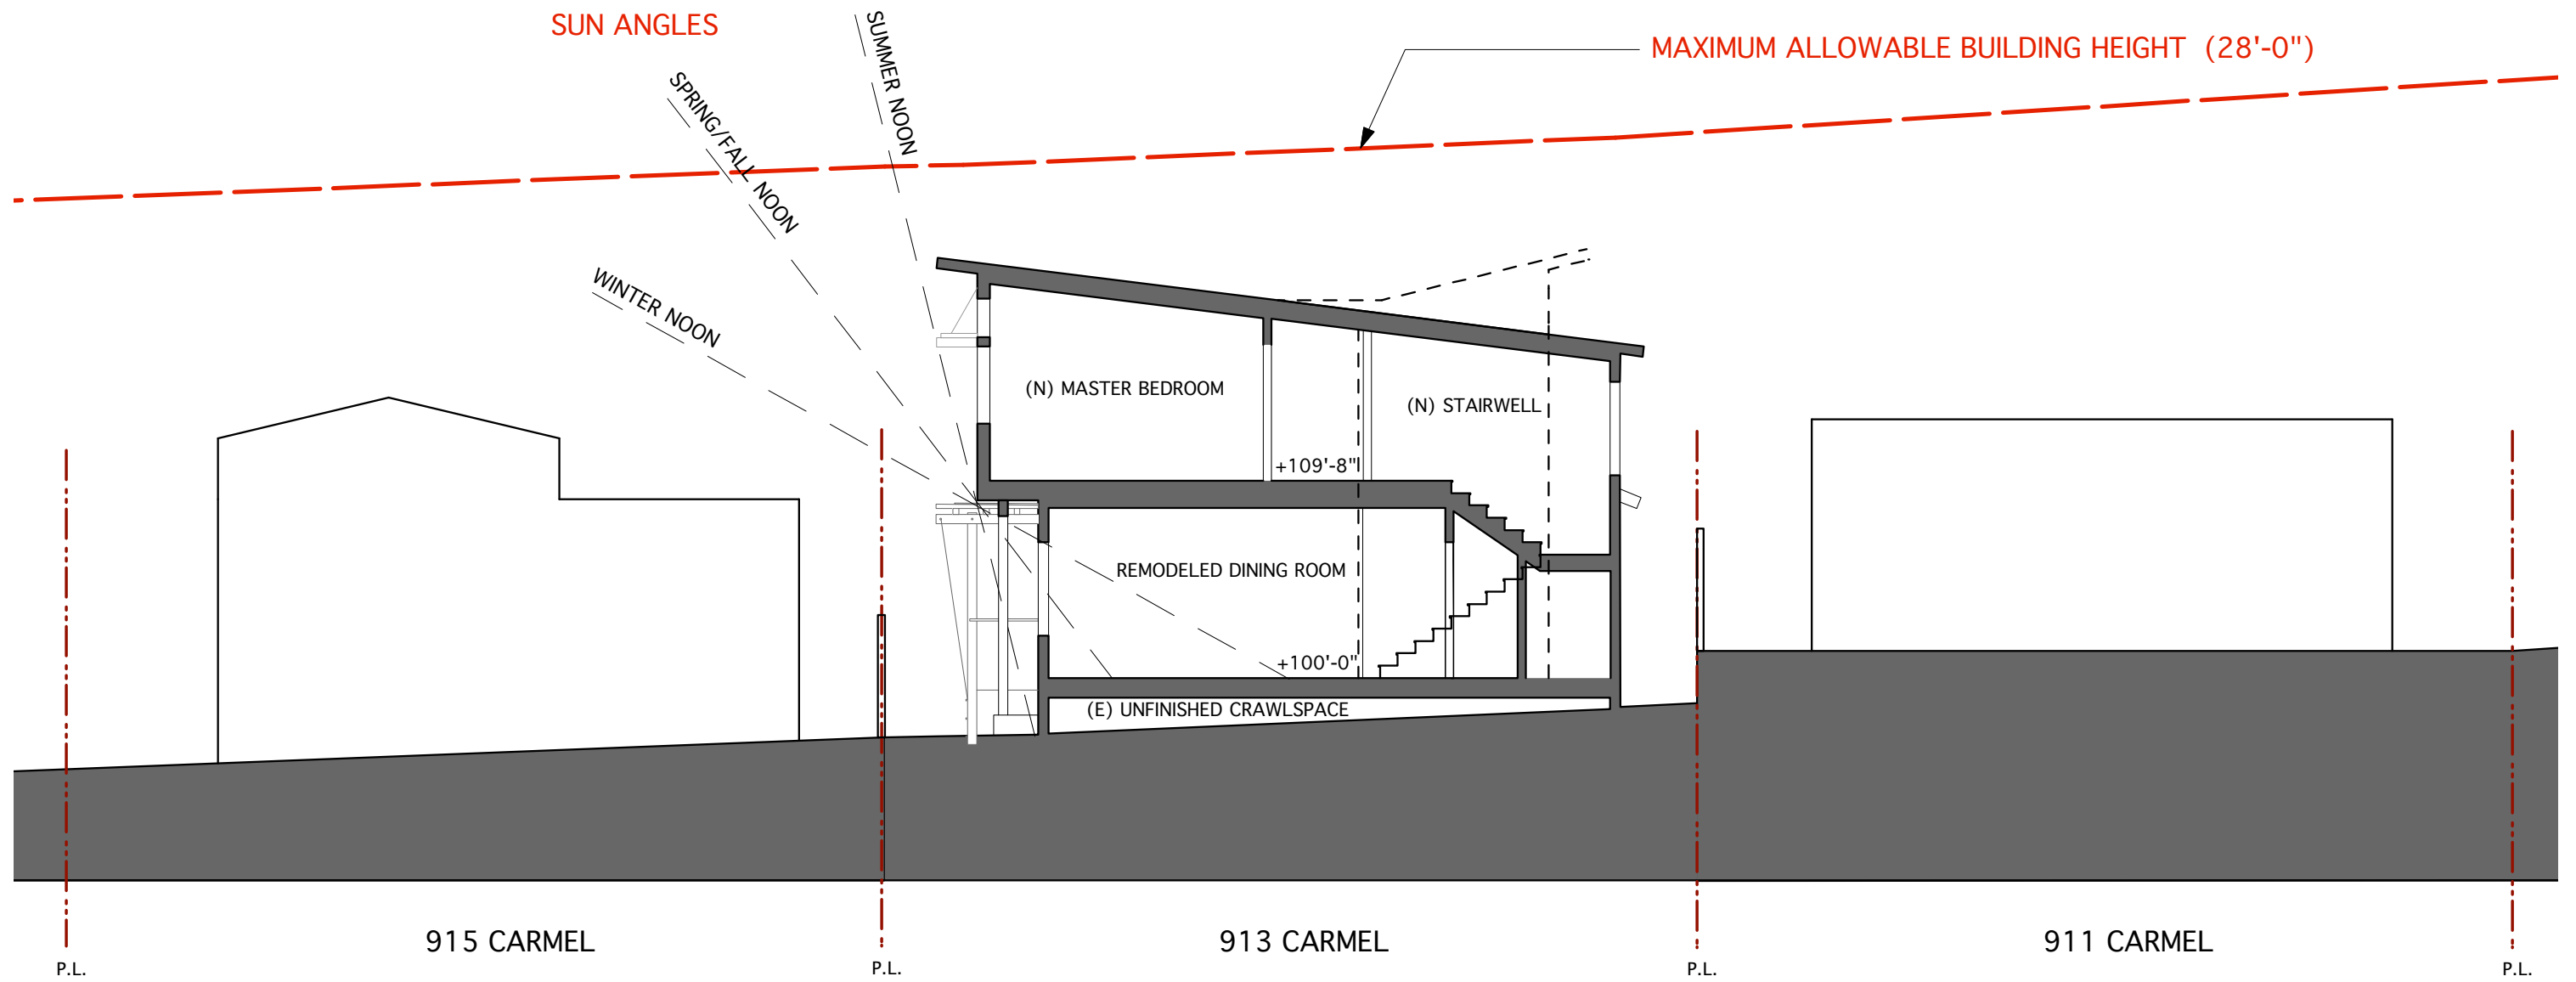 SUN ANGLES
SUMMER NOON
MAXIMUM ALLOWABLE BUILDING HEIGHT (28'-0")
SPRING/FALL NOON
WINTER NOON
(N) MASTER BEDROOM
(N) STAIRWELL
+109'-8"
REMODELED DINING ROOM
+100'-0"
(E) UNFINISHED CRAWLSPACE
915 CARMEL
913 CARMEL
911 CARMEL
P.L.
P.L.
P.L.
P.L.